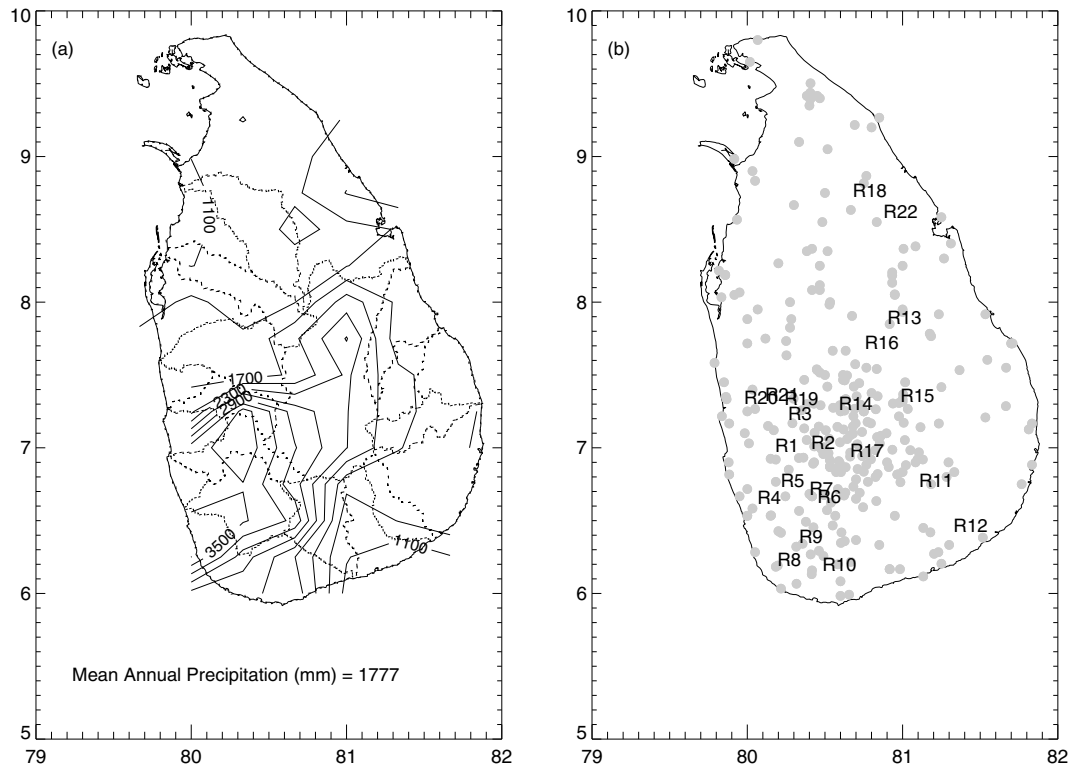 (a)
10
9
8
7
6
5
79
80
81
82
1100
1700
2300
2900
3500
1100
Mean Annual Precipitation (mm) = 1777
(b)
10
9
8
7
6
5
79
80
81
82
R18
R22
R13
R16
R20
R21
R19
R14
R15
R3
R1
R2
R17
R5
R7
R11
R4
R6
R9
R12
R8
R10